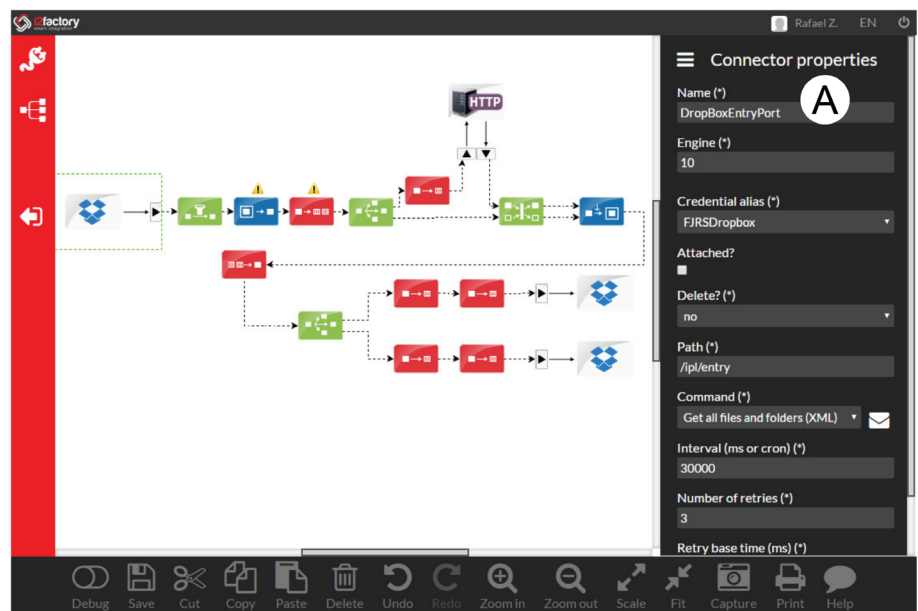 i2factory
smart integration
Rafael Z. EN
Connector properties
A
Name (*)
DropBoxEntryPort
Engine (*)
10
Credential alias (*)
FJRSDropbox
Attached?
Delete? (*)
no
Path (*)
/ipl/entry
Command (*)
Get all files and folders (XML)
Interval (ms or cron) (*)
30000
Number of retries (*)
3
Retry base time (ms) (*)
HTTP
Debug Save Cut Copy Paste Delete Undo Redo Zoom in Zoom out Scale Fit Capture Print Help